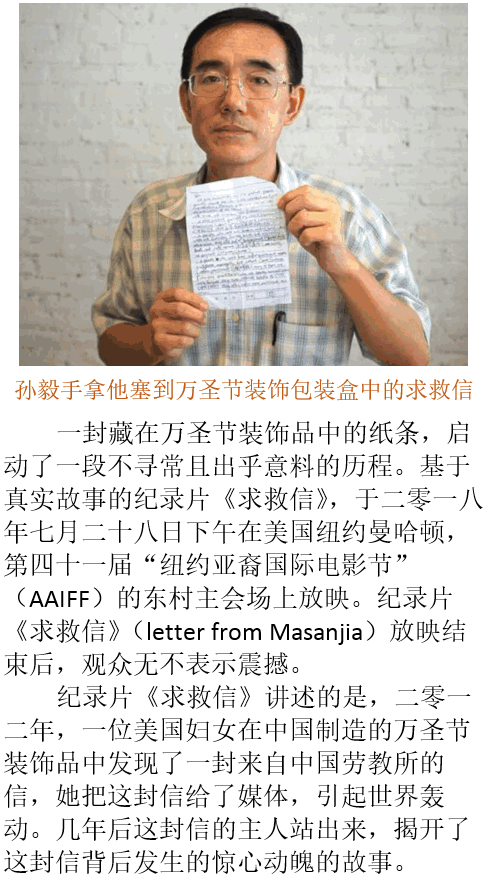 孙毅手拿他塞到万圣节装饰包装盒中的求救信
一封藏在万圣节装饰品中的纸条，启
动了一段不寻常且出乎意料的历程。基于
真实故事的纪录片《求救信》，于二零一八
年七月二十八日下午在美国纽约曼哈顿，
第四十一届“纽约亚裔国际电影节”
（AAIFF）的东村主会场上放映。纪录片
《求救信》（letter from Masanjia）放映结
束后，观众无不表示震撼。
纪录片《求救信》讲述的是，二零一
二年，一位美国妇女在中国制造的万圣节
装饰品中发现了一封来自中国劳教所的
信，她把这封信给了媒体，引起世界轰
动。几年后这封信的主人站出来，揭开了
这封信背后发生的惊心动魄的故事。